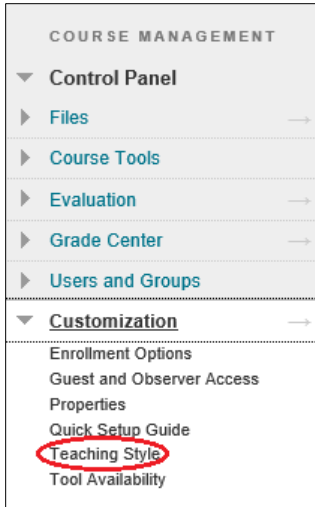 COURSE MANAGEMENT
Control Panel
Files
Course Tools
Evaluation
Grade Center
Users and Groups
Customization
Enrollment Options
Guest and Observer Access
Properties
Quick Setup Guide
Teaching Style
Tool Availability